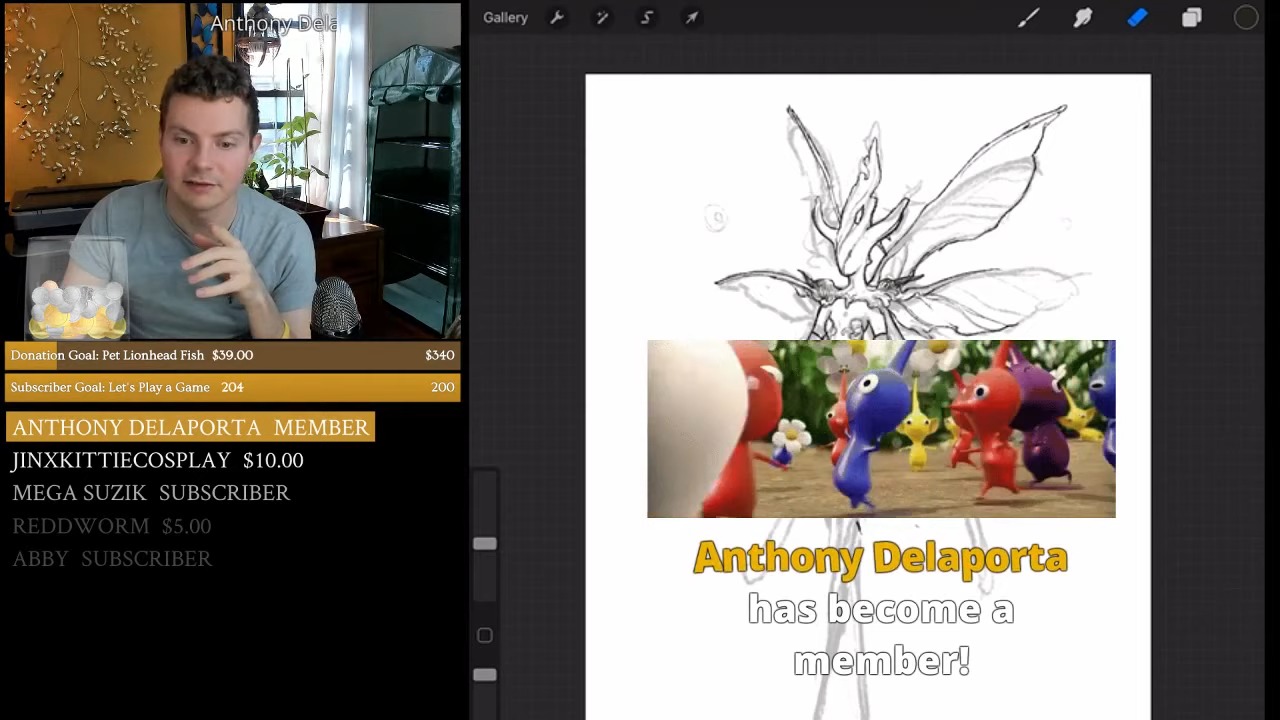 Anthony Dela
Gallery
Donation Goal: Pet Lionhead Fish $39.00 $340
Subscriber Goal: Let's Play a Game 204 200
ANTHONY DELAPORTA MEMBER
JINXKITTIECOSPLAY $10.00
MEGA SUZIK SUBSCRIBER
REDDWORM $5.00
ABBY SUBSCRIBER
Anthony Delaporta
has become a
member!